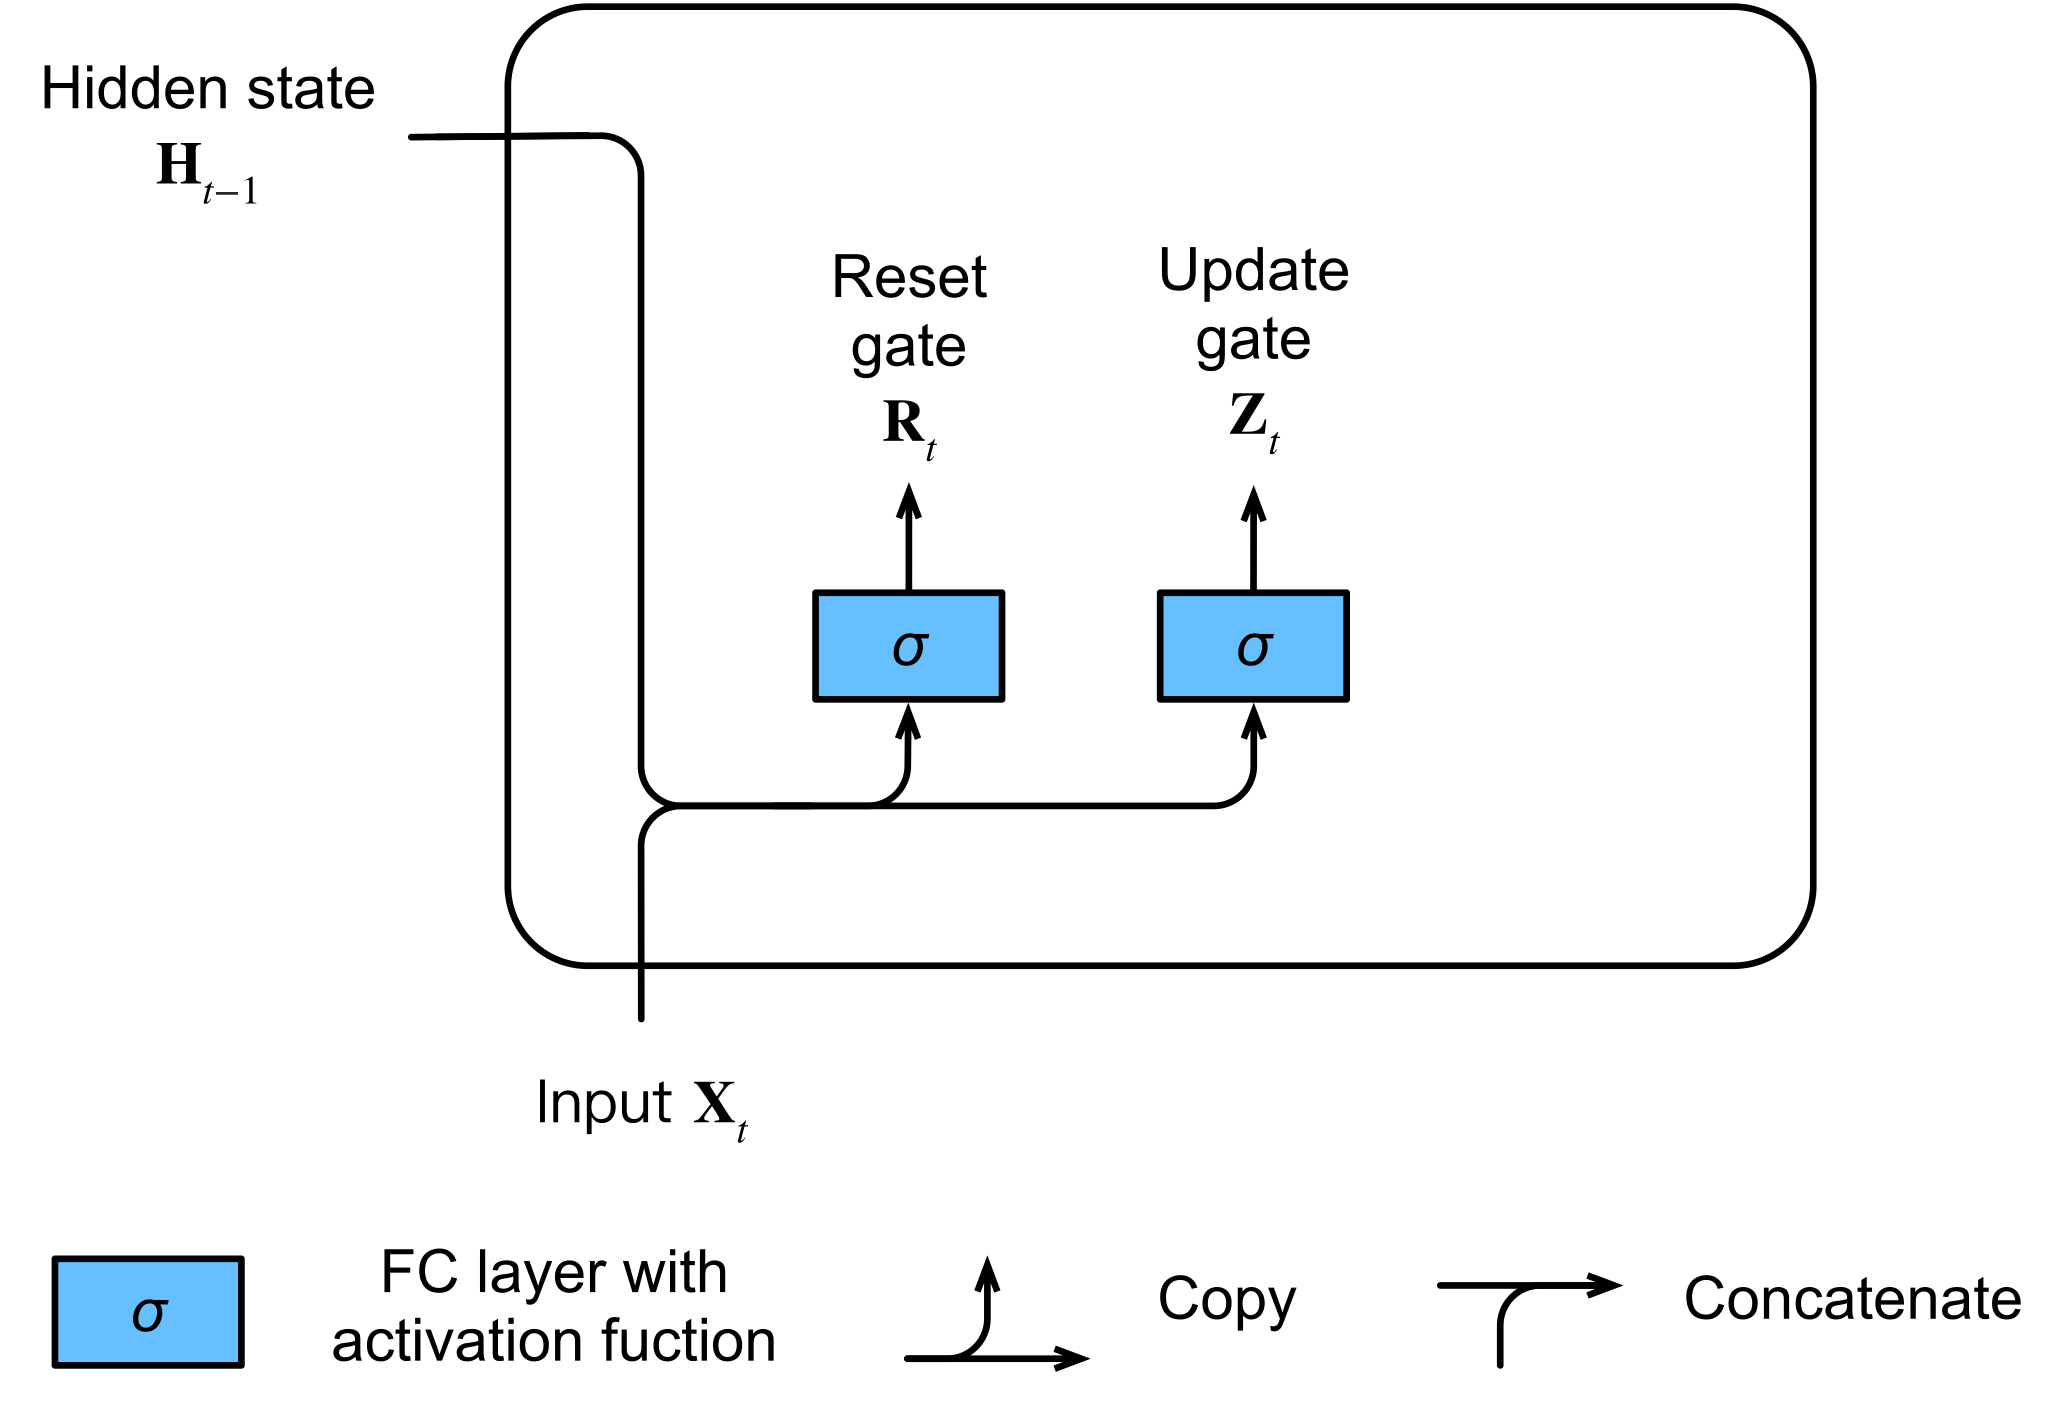 Hidden state
H_{t−1}
Reset
gate
R_t
Update
gate
Z_t
σ
σ
Input X_t
σ
FC layer with
activation fuction
Copy
Concatenate